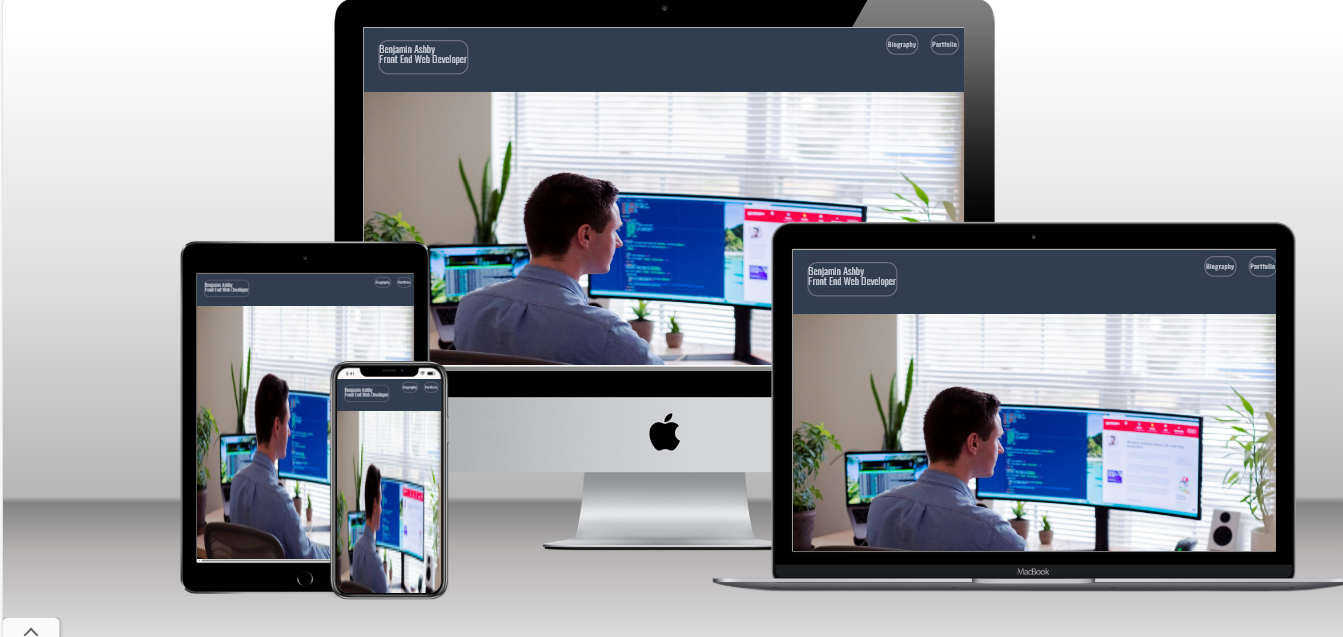 Benjamin Ashby
Front End Web Developer
Biography
Portfolio
Benjamin Ashby
Front End Web Developer
Biography
Portfolio
Benjamin Ashby
Front End Web Developer
Biography
Portfolio
9:41
Benjamin Ashby
Front End Web Developer
Biography
Portfolio
MacBook